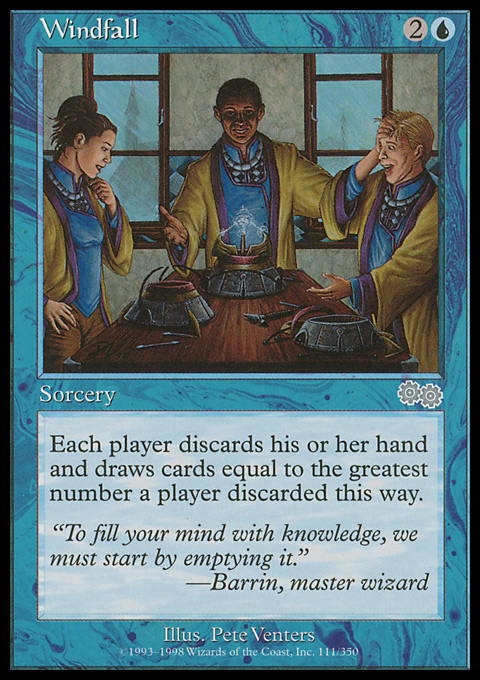 Windfall 2
Sorcery
Each player discards his or her hand
and draws cards equal to the greatest
number a player discarded this way.
“To fill your mind with knowledge, we
must start by emptying it.”
—Barrin, master wizard
Illus. Pete Venters
©1993–1998 Wizards of the Coast, Inc. 111/350